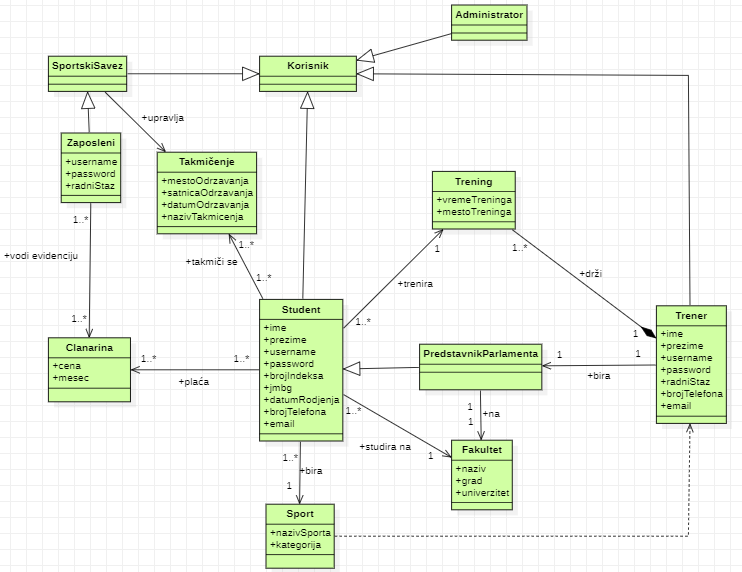 Administrator
SportskiSavez
Korisnik
+upravlja
Zaposleni
+username
+password
+radniStaz
Takmičenje
+mestoOdrzavanja
+satnicaOdrzavanja
+datumOdrzavanja
+nazivTakmicenja
Trening
+vremeTreninga
+mestoTreninga
1..*
+vodi evidenciju
1..*
1..*
+takmiči se
1..*
1
+trenira
1..*
1..*
+drži
1
Student
+ime
+prezime
+username
+password
+brojIndeksa
+jmbg
+datumRodjenja
+brojTelefona
+email
Trener
+ime
+prezime
+username
+password
+radniStaz
+brojTelefona
+email
Clanarina
+cena
+mesec
1..*
1..*
+plaća
PredstavnikParlamenta
1
1
+bira
1
1
+na
1..*
+studira na
1
Fakultet
+naziv
+grad
+univerzitet
1..*
+bira
1
Sport
+nazivSporta
+kategorija